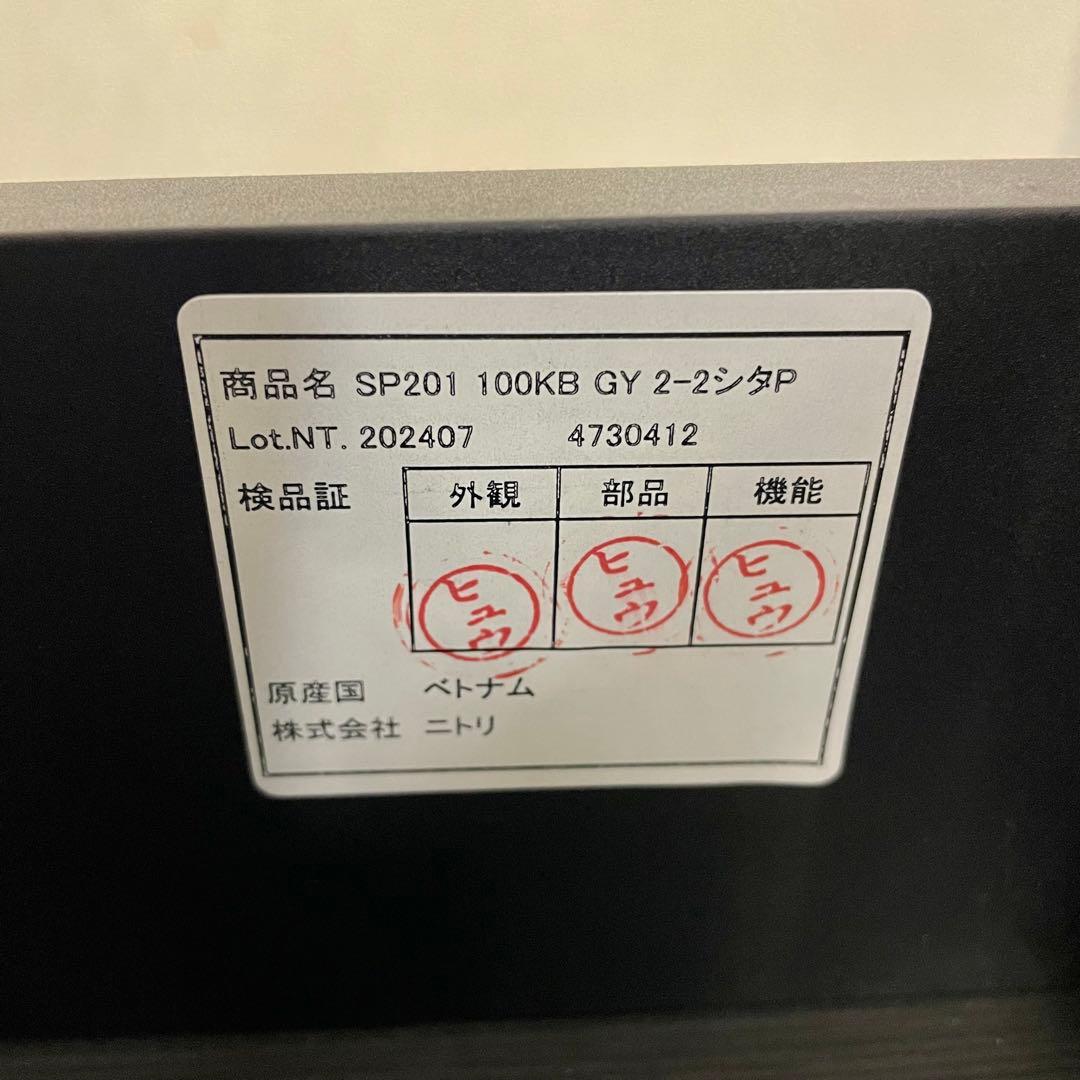 商品名 SP201 100KB GY 2-2シタP
Lot.NT. 202407 4730412
検品証 外観 部品 機能
ヒュウ ヒュウ ヒュウ
原産国 ベトナム
株式会社 ニトリ